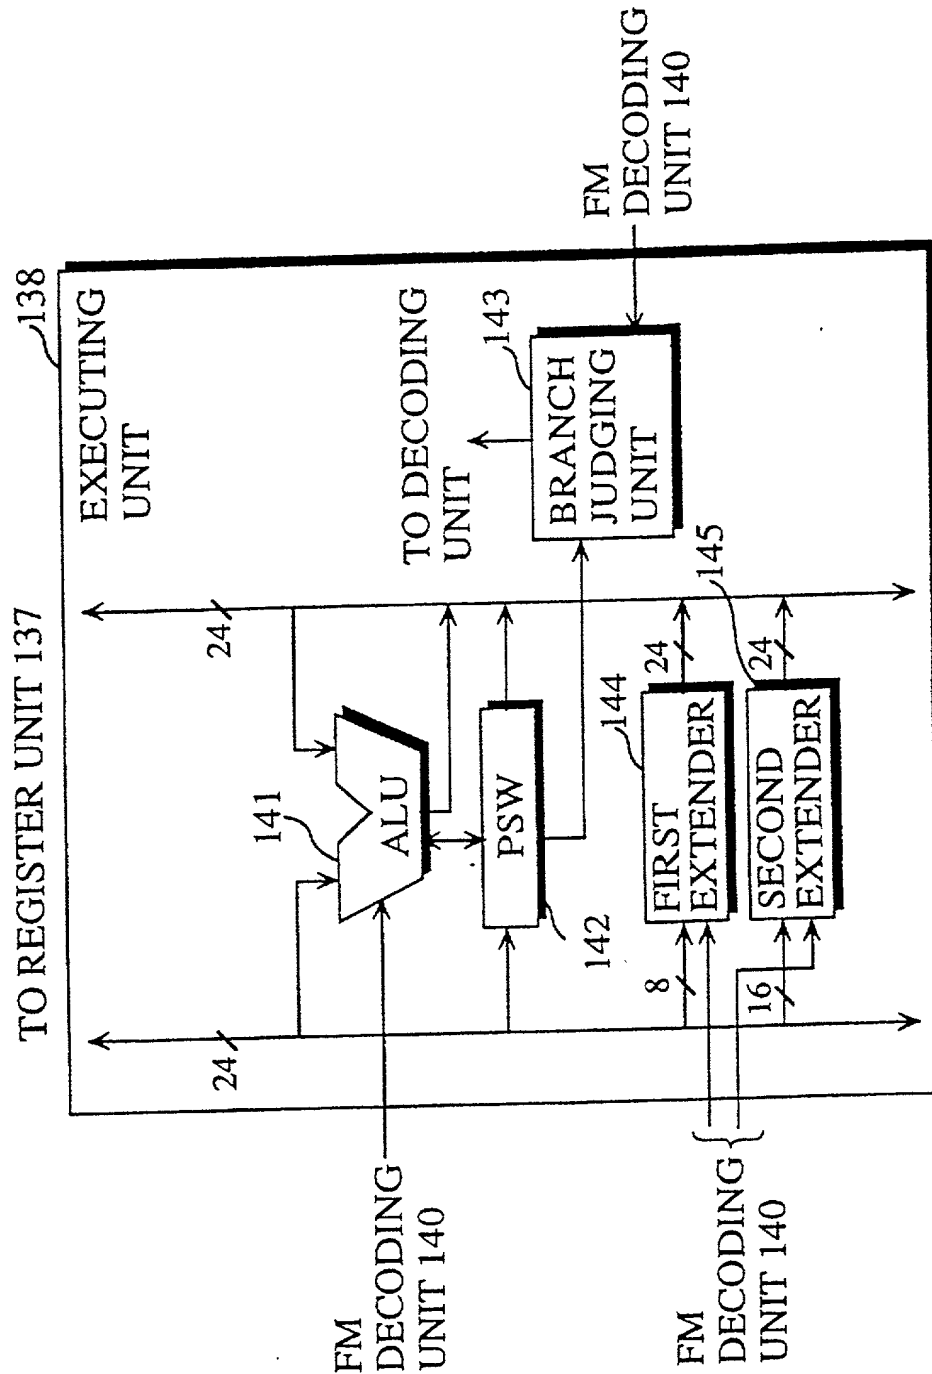 TO REGISTER UNIT 137
138
EXECUTING
UNIT
24
24
141
ALU
FM
DECODING
UNIT 140
PSW
142
TO DECODING
UNIT
143
BRANCH
JUDGING
UNIT
FM
DECODING
UNIT 140
8
144
FIRST
EXTENDER
24
16
145
SECOND
EXTENDER
24
FM
DECODING
UNIT 140